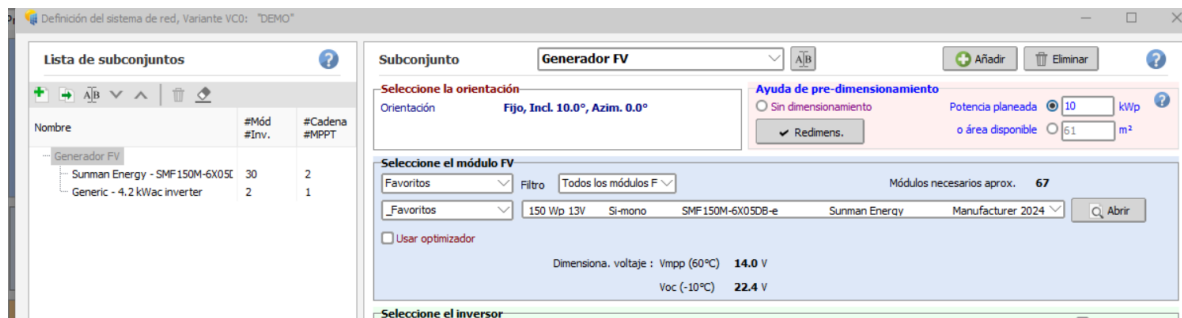 Definición del sistema de red, Variante VC0: "DEMO"
Lista de subconjuntos
?
Nombre
#Mód
#Inv.
#Cadena
#MPPT
Generador FV
Sunman Energy - SMF150M-6X05D 30 2
Generic - 4.2 kWac inverter 2 1
Subconjunto
Generador FV
Añadir
Eliminar
?
Seleccione la orientación
Orientación Fijo, Incl. 10.0°, Azim. 0.0°
Ayuda de pre-dimensionamiento
Sin dimensionamiento
Redimens.
Potencia planeada 10 kWp
o área disponible 61 m²
?
Seleccione el módulo FV
Favoritos Filtro Todos los módulos F Módulos necesarios aprox. 67
_Favoritos 150 Wp 13V Si-mono SMF150M-6X05DB-e Sunman Energy Manufacturer 2024 Abrir
Usar optimizador
Dimensiona. voltaje : Vmpp (60°C) 14.0 V
Voc (-10°C) 22.4 V
Seleccione el inversor